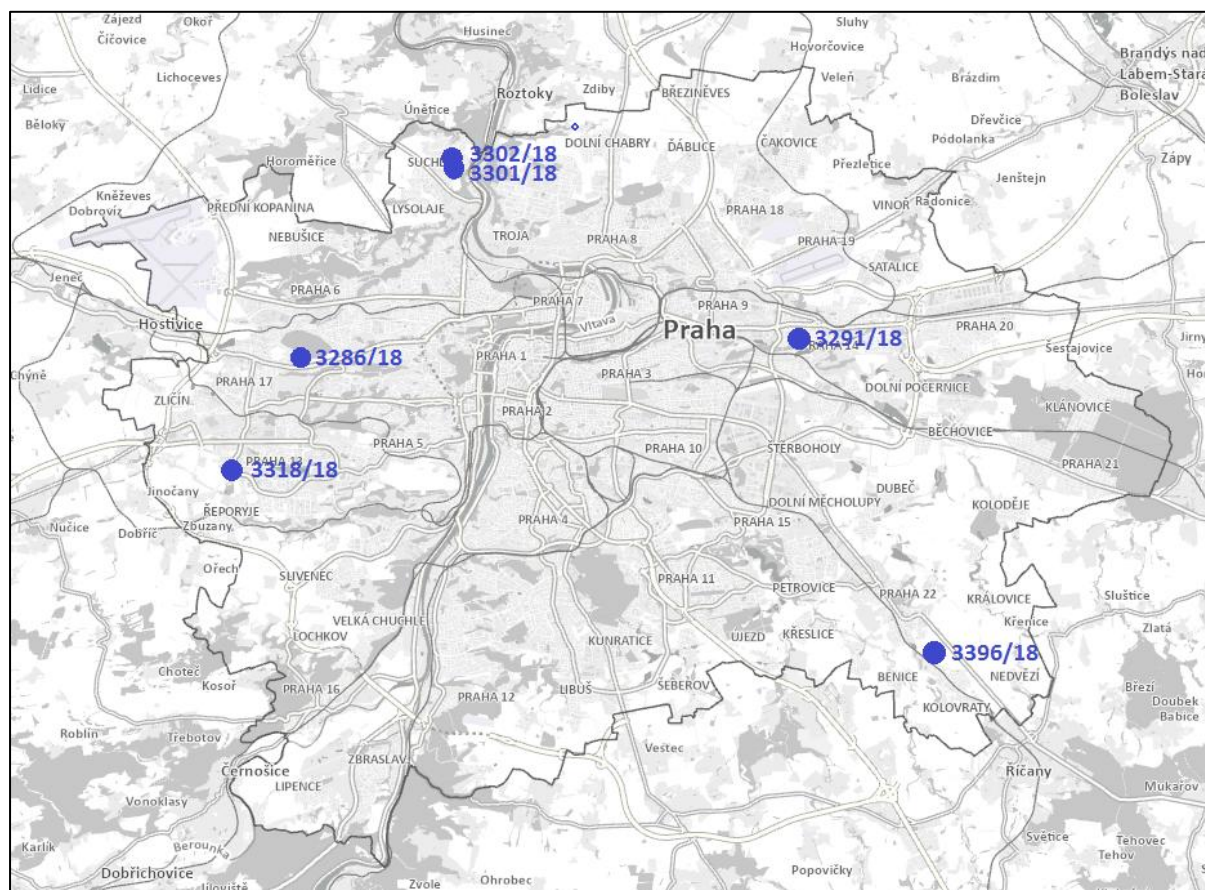 Zájezd
Okoř
Čičovice
Husinec
Sluhy
Hovorčovice
Brandýs nad
Labem-Stará
Boleslav
Lichoceves
Roztoky
Zdiby
Veleň
Brázdim
Lidice
Únětice
BŘEZINĚVES
Dřevčice
Běloky
DOLNÍ CHABRY
ĎÁBLICE
ČAKOVICE
Podolanka
Zápy
Horoměřice
3302/18
3301/18
Přezletice
Jenštejn
Kněževes
Dobrovíz
PŘEDNÍ KOPANINA
LYSOLAJE
PRAHA 18
VINOŘ
Radonice
NEBUŠICE
TROJA
PRAHA 8
PRAHA 19
SATALICE
Jeneč
PRAHA 6
PRAHA 7
PRAHA 9
Hostivice
Vltava
Praha
PRAHA 20
Jirny
3286/18
PRAHA 1
3291/18
Šestajovice
Chýně
PRAHA 17
PRAHA 3
DOLNÍ POČERNICE
ZLIČÍN
PRAHA 2
KLÁNOVICE
PRAHA 5
PRAHA 10
ŠTĚRBOHOLY
BĚCHOVICE
3318/18
PRAHA 21
Jinočany
DUBEČ
Nučice
ŘEPORYJE
DOLNÍ MĚCHOLUPY
KOLODĚJE
Dobříč
Zbuzany
PRAHA 4
PRAHA 15
Ořech
SLIVENEC
PRAHA 11
PETROVICE
PRAHA 22
KRÁLOVICE
Sluštice
VELKÁ CHUCHLE
LOCHKOV
KUNRATICE
ÚJEZD
KŘESLICE
Křenice
Zlatá
3396/18
Choteč
Kosoř
PRAHA 16
LIBUŠ
ŠEBEROV
BENICE
NEDVĚZÍ
Březí
PRAHA 12
KOLOVRATY
Doubek
Babice
Roblín
Třebotov
Vestec
ZBRASLAV
Černošice
LIPENCE
Říčany
Mukařov
Vonoklasy
Karlík
Berounka
Světice
Tehovec
Tehov
Dobřichovice
Jíloviště
Zvole
Ohrobec
Popovičky